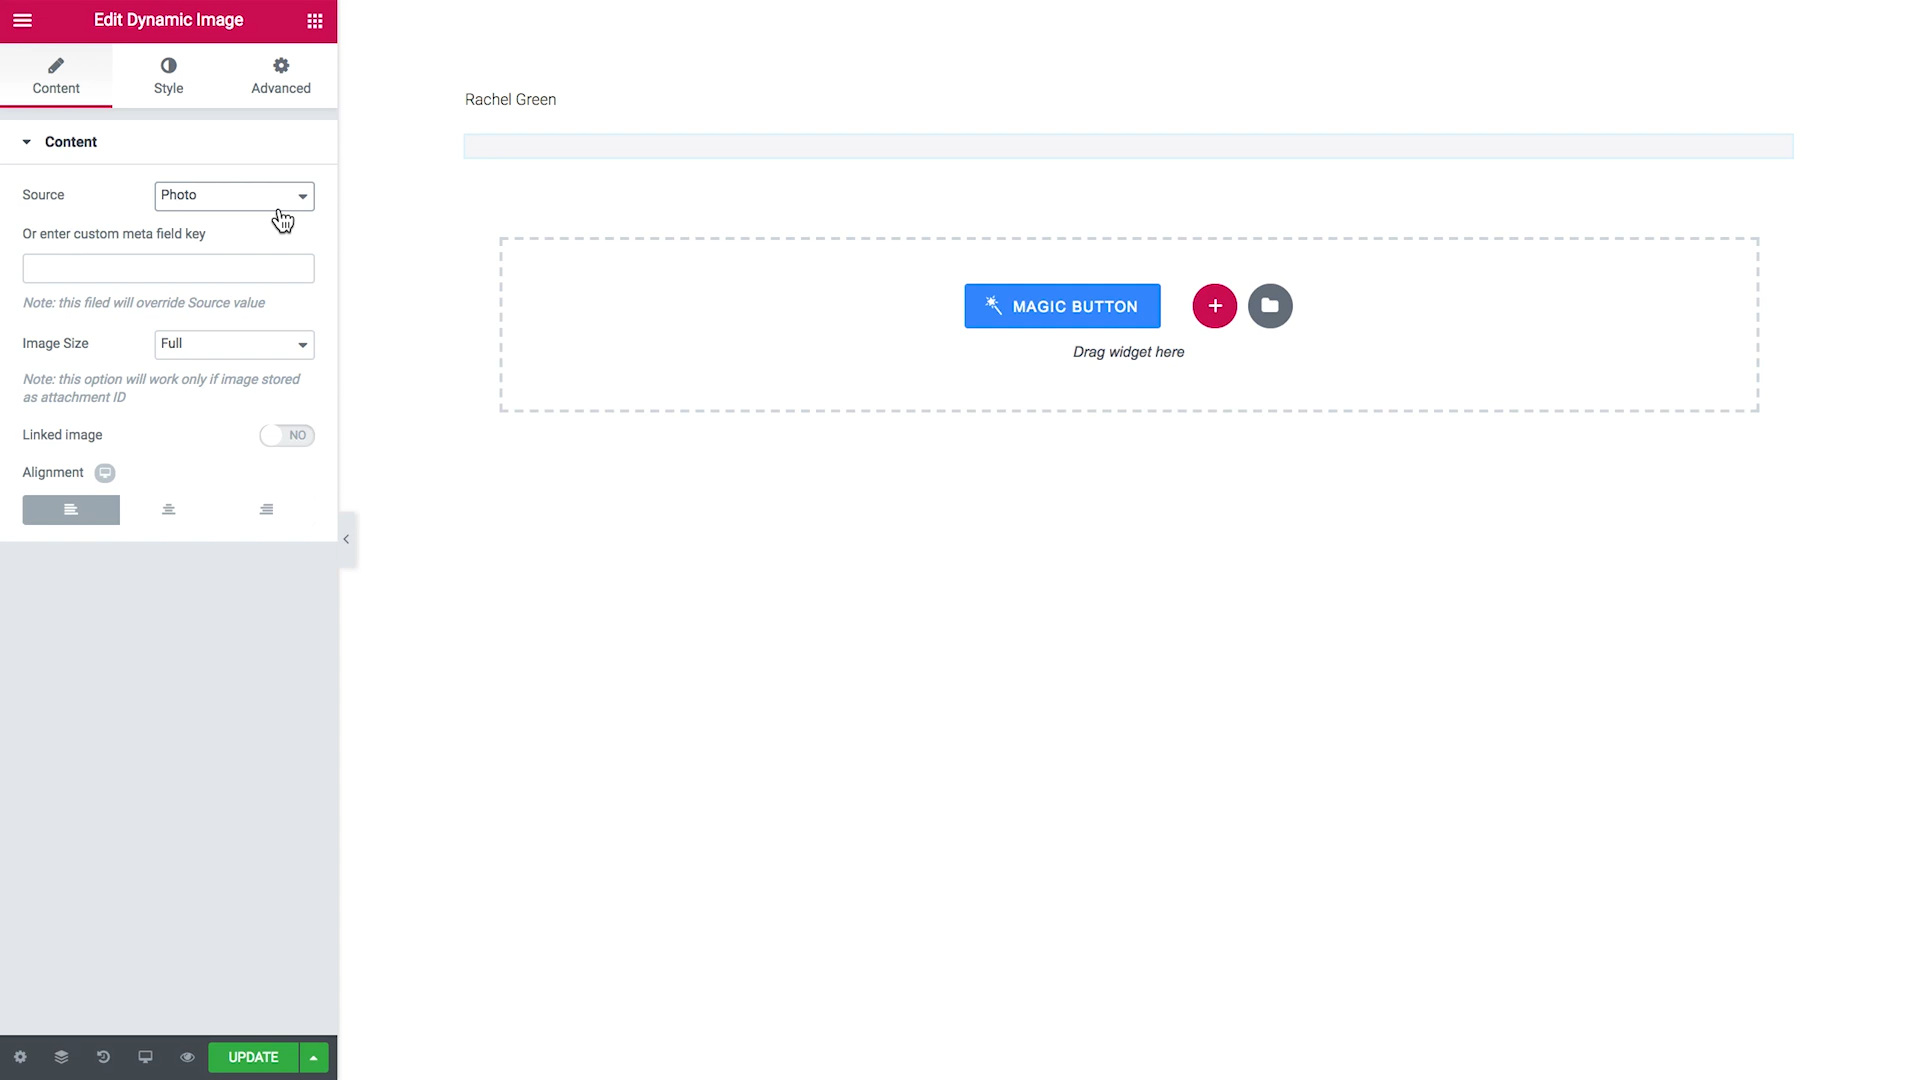 Edit Dynamic Image
Content
Style
Advanced
Content
Source
Photo
Or enter custom meta field key
Note: this filed will override Source value
Image Size
Full
Note: this option will work only if image stored
as attachment ID
Linked image
NO
Alignment
UPDATE
Rachel Green
MAGIC BUTTON
Drag widget here